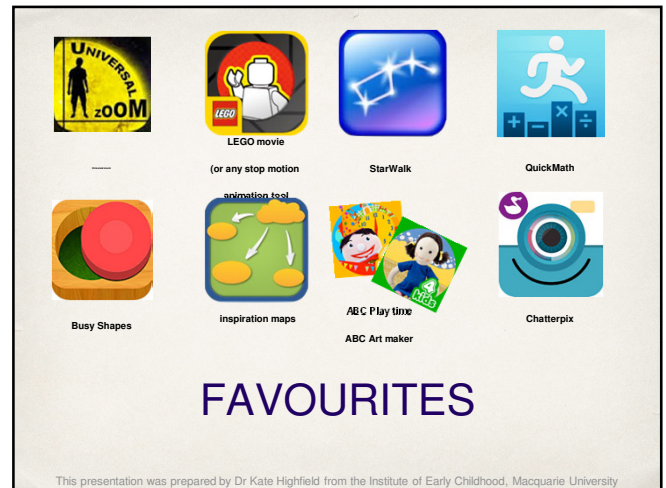 UNIVERSAL
ZOOM
LEGO
LEGO movie
(or any stop motion
animation tool
StarWalk
QuickMath
Busy Shapes
inspiration maps
4
Kids
ABC Play time
ABC Art maker
Chatterpix
FAVOURITES
This presentation was prepared by Dr Kate Highfield from the Institute of Early Childhood, Macquarie University